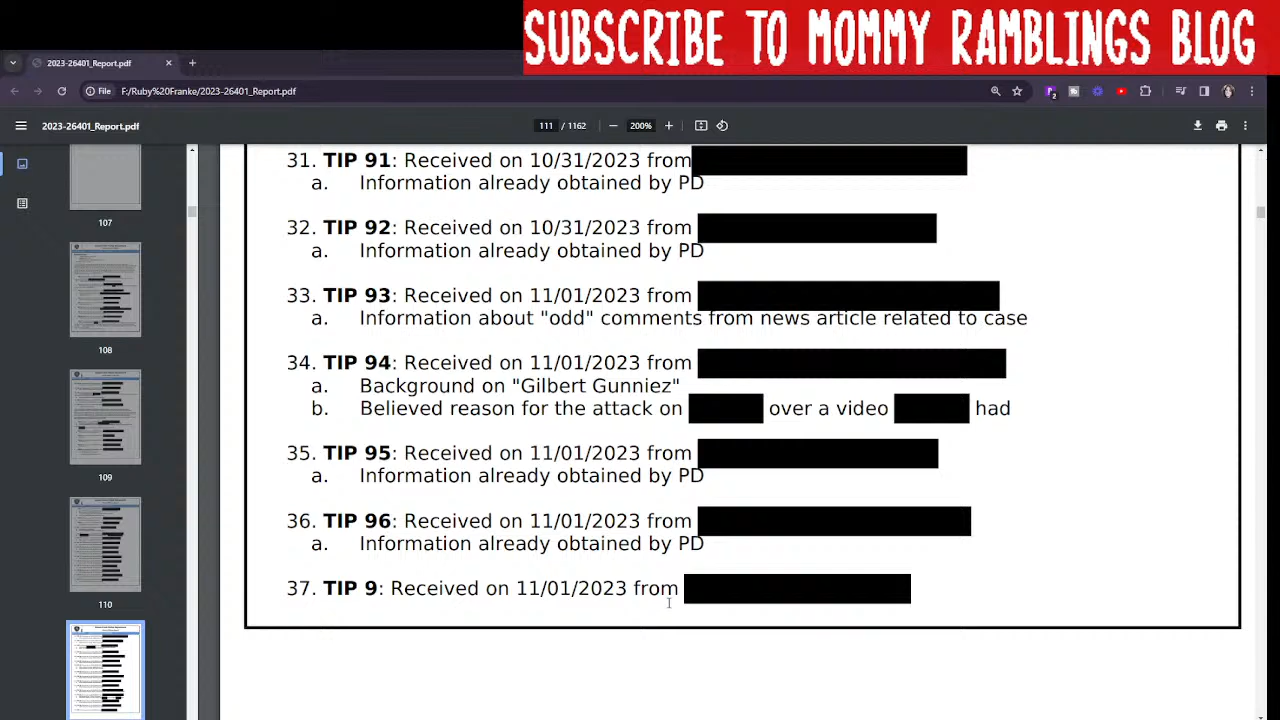 SUBSCRIBE TO MOMMY RAMBLINGS BLOG
2023-26401_Report.pdf
File F:/Ruby%20Franke/2023-26401_Report.pdf
2023-26401_Report.pdf
111 / 1162
200%
31. TIP 91: Received on 10/31/2023 from
a. Information already obtained by PD
32. TIP 92: Received on 10/31/2023 from
a. Information already obtained by PD
33. TIP 93: Received on 11/01/2023 from
a. Information about "odd" comments from news article related to case
34. TIP 94: Received on 11/01/2023 from
a. Background on "Gilbert Gunniez"
b. Believed reason for the attack on over a video had
35. TIP 95: Received on 11/01/2023 from
a. Information already obtained by PD
36. TIP 96: Received on 11/01/2023 from
a. Information already obtained by PD
37. TIP 9: Received on 11/01/2023 from
107
108
109
110